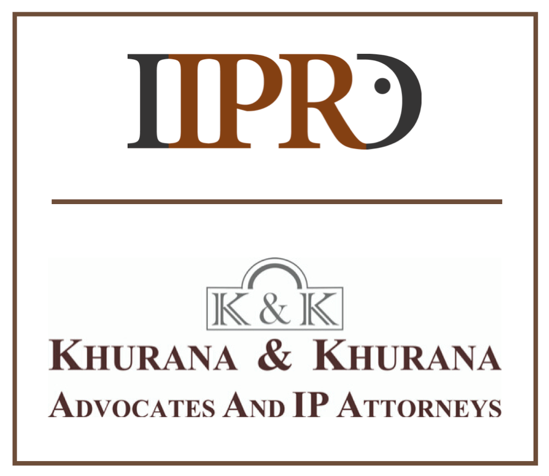 IIPRD
K & K
KHURANA & KHURANA
ADVOCATES AND IP ATTORNEYS